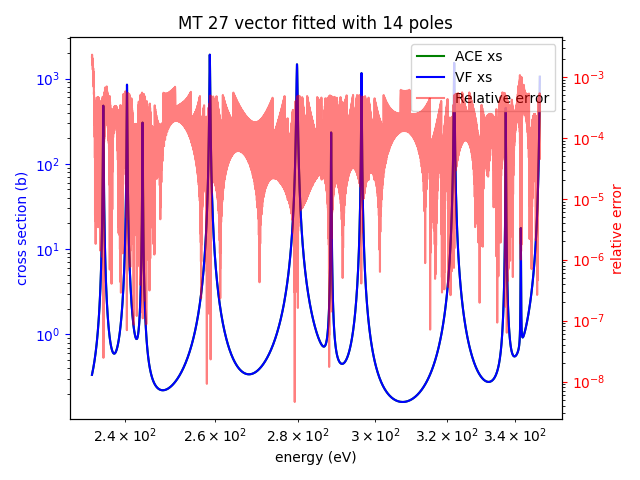 MT 27 vector fitted with 14 poles
ACE xs
VF xs
Relative error
10³
10²
10¹
10⁰
cross section (b)
10⁻³
10⁻⁴
10⁻⁵
10⁻⁶
10⁻⁷
10⁻⁸
relative error
2.4 × 10² 2.6 × 10² 2.8 × 10² 3 × 10² 3.2 × 10² 3.4 × 10²
energy (eV)